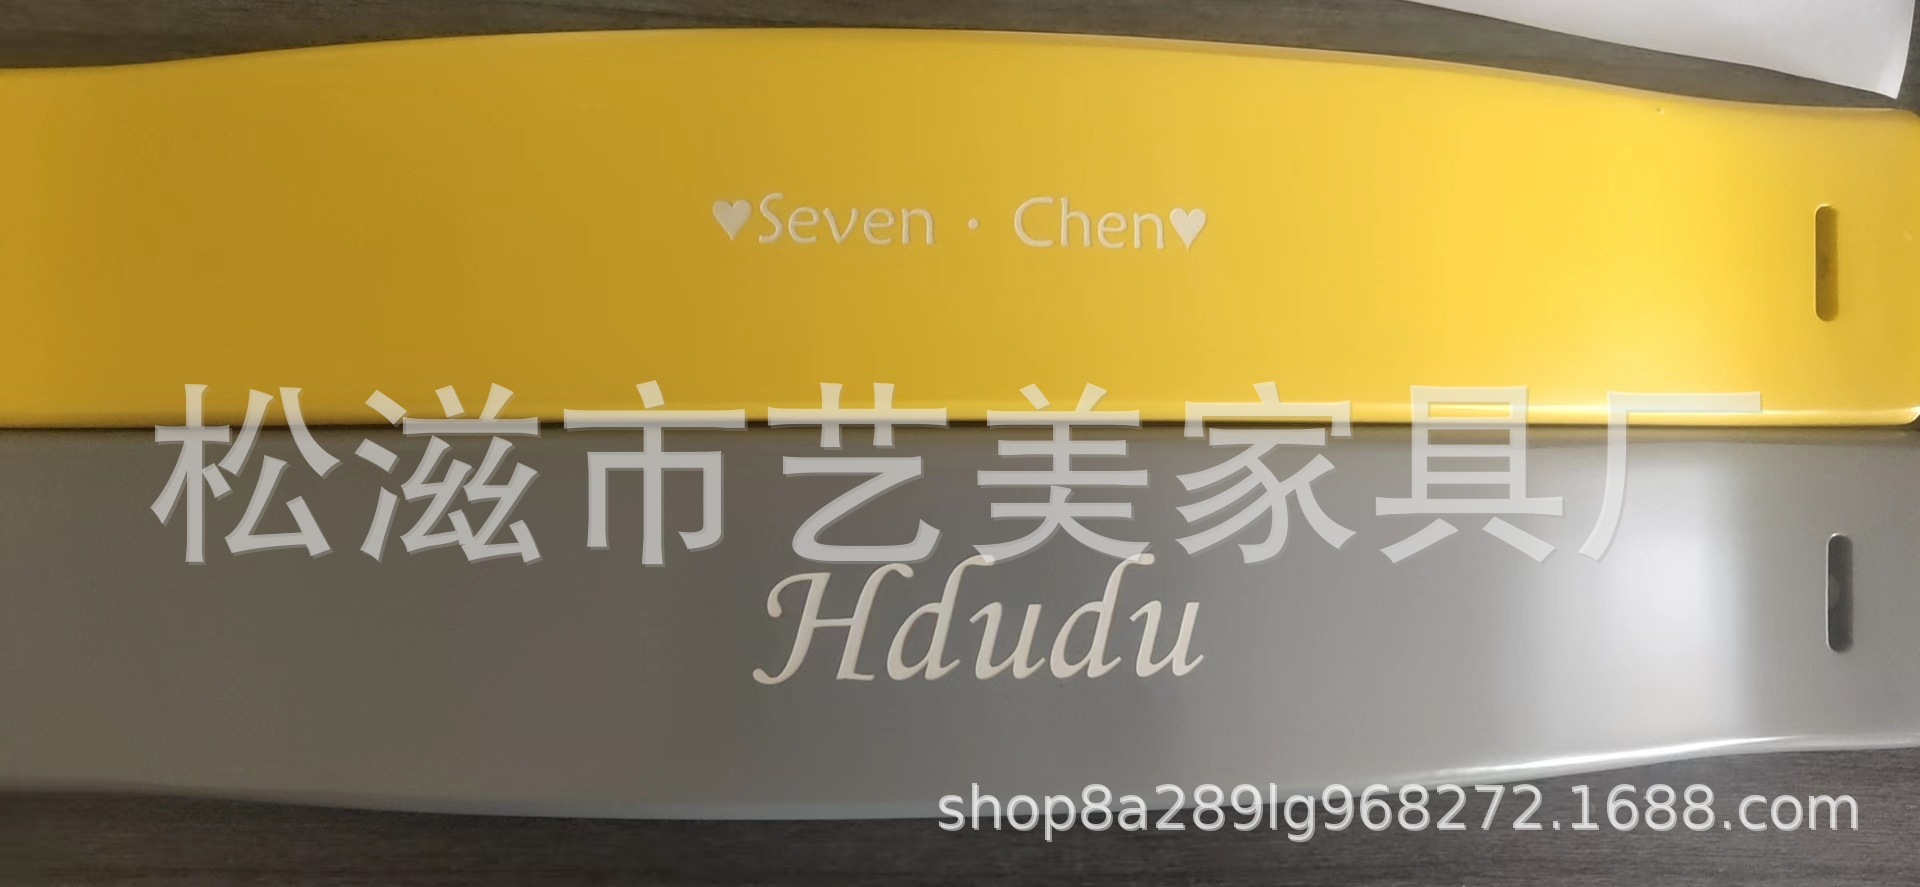 ♥Seven · Chen♥
松滋市艺美家具厂
Hdudu
shop8a289lg968272.1688.com